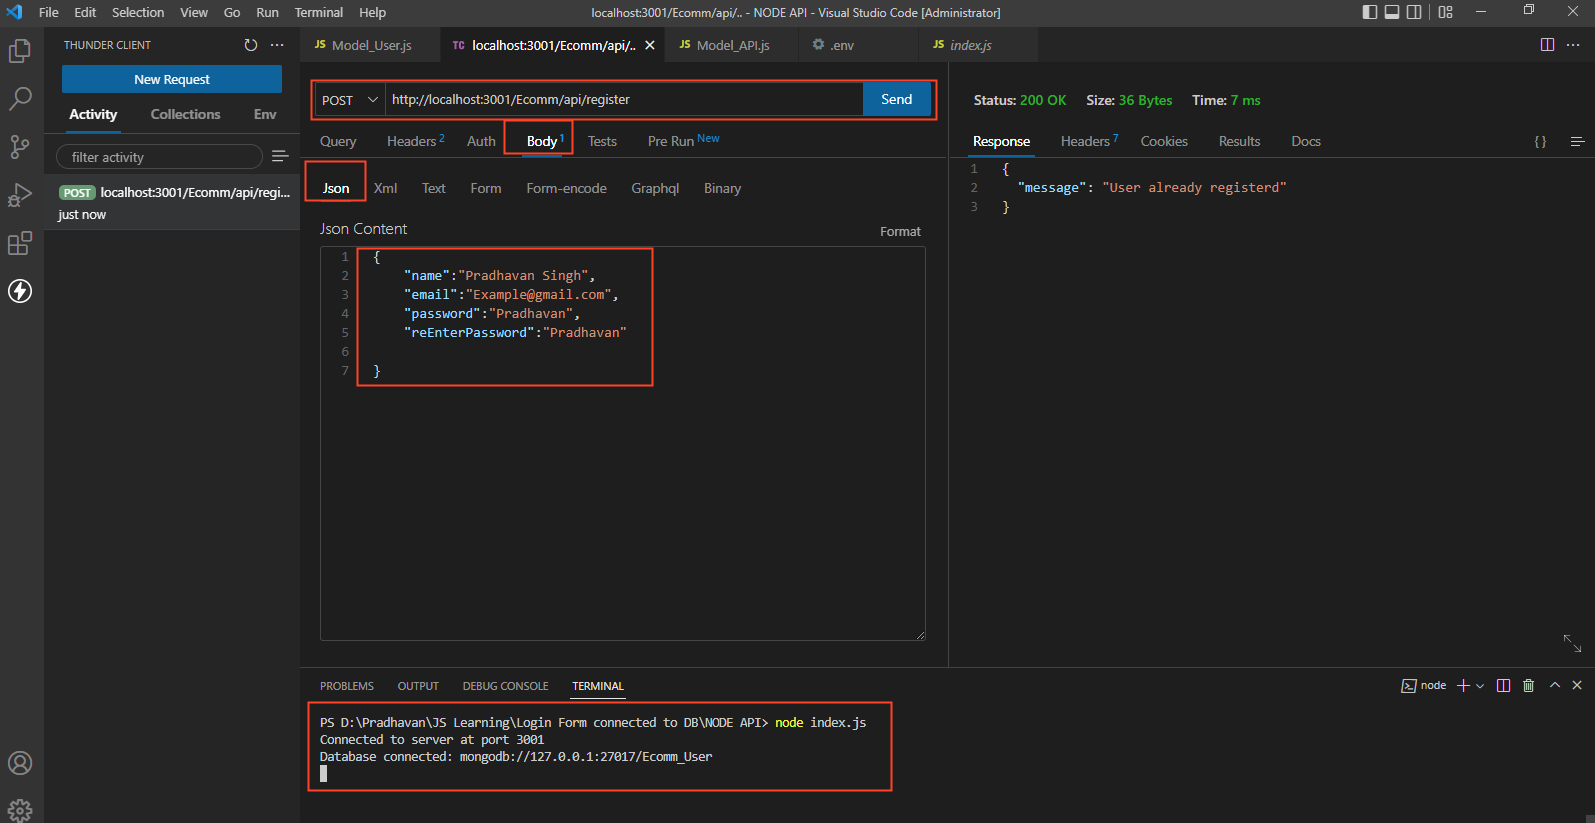 File Edit Selection View Go Run Terminal Help
localhost:3001/Ecomm/api/.. - NODE API - Visual Studio Code [Administrator]
THUNDER CLIENT
New Request
Activity Collections Env
filter activity
POST localhost:3001/Ecomm/api/regi...
just now
JS Model_User.js
TC localhost:3001/Ecomm/api/..
JS Model_API.js
.env
JS index.js
POST http://localhost:3001/Ecomm/api/register Send
Query Headers 2 Auth Body 1 Tests Pre Run New
Json Xml Text Form Form-encode Graphql Binary
Json Content Format
1 {
2 "name":"Pradhavan Singh",
3 "email":"Example@gmail.com",
4 "password":"Pradhavan",
5 "reEnterPassword":"Pradhavan"
6
7 }
Status: 200 OK Size: 36 Bytes Time: 7 ms
Response Headers 7 Cookies Results Docs { }
1 {
2 "message": "User already registerd"
3 }
PROBLEMS OUTPUT DEBUG CONSOLE TERMINAL
node
PS D:\Pradhavan\JS Learning\Login Form connected to DB\NODE API> node index.js
Connected to server at port 3001
Database connected: mongodb://127.0.0.1:27017/Ecomm_User